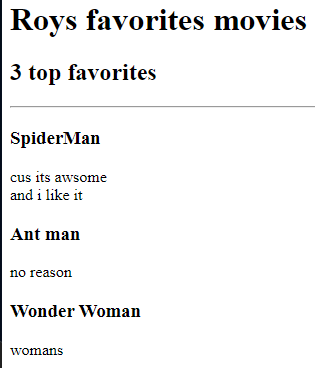 Roys favorites movies
3 top favorites
SpiderMan
cus its awsome
and i like it
Ant man
no reason
Wonder Woman
womans